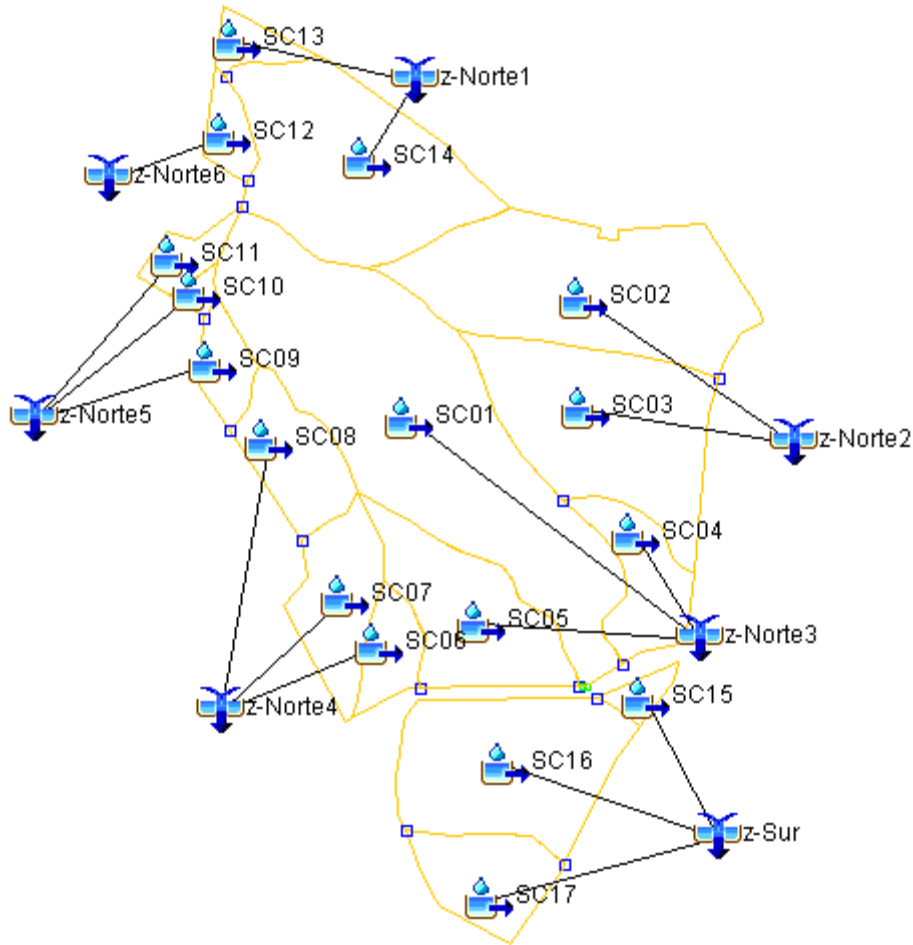 SC13
z-Norte1
SC12
SC14
z-Norte6
SC11
SC10
SC02
SC09
SC01
SC03
z-Norte5
SC08
z-Norte2
SC04
SC07
SC05
z-Norte3
SC06
SC15
z-Norte4
SC16
z-Sur
SC17